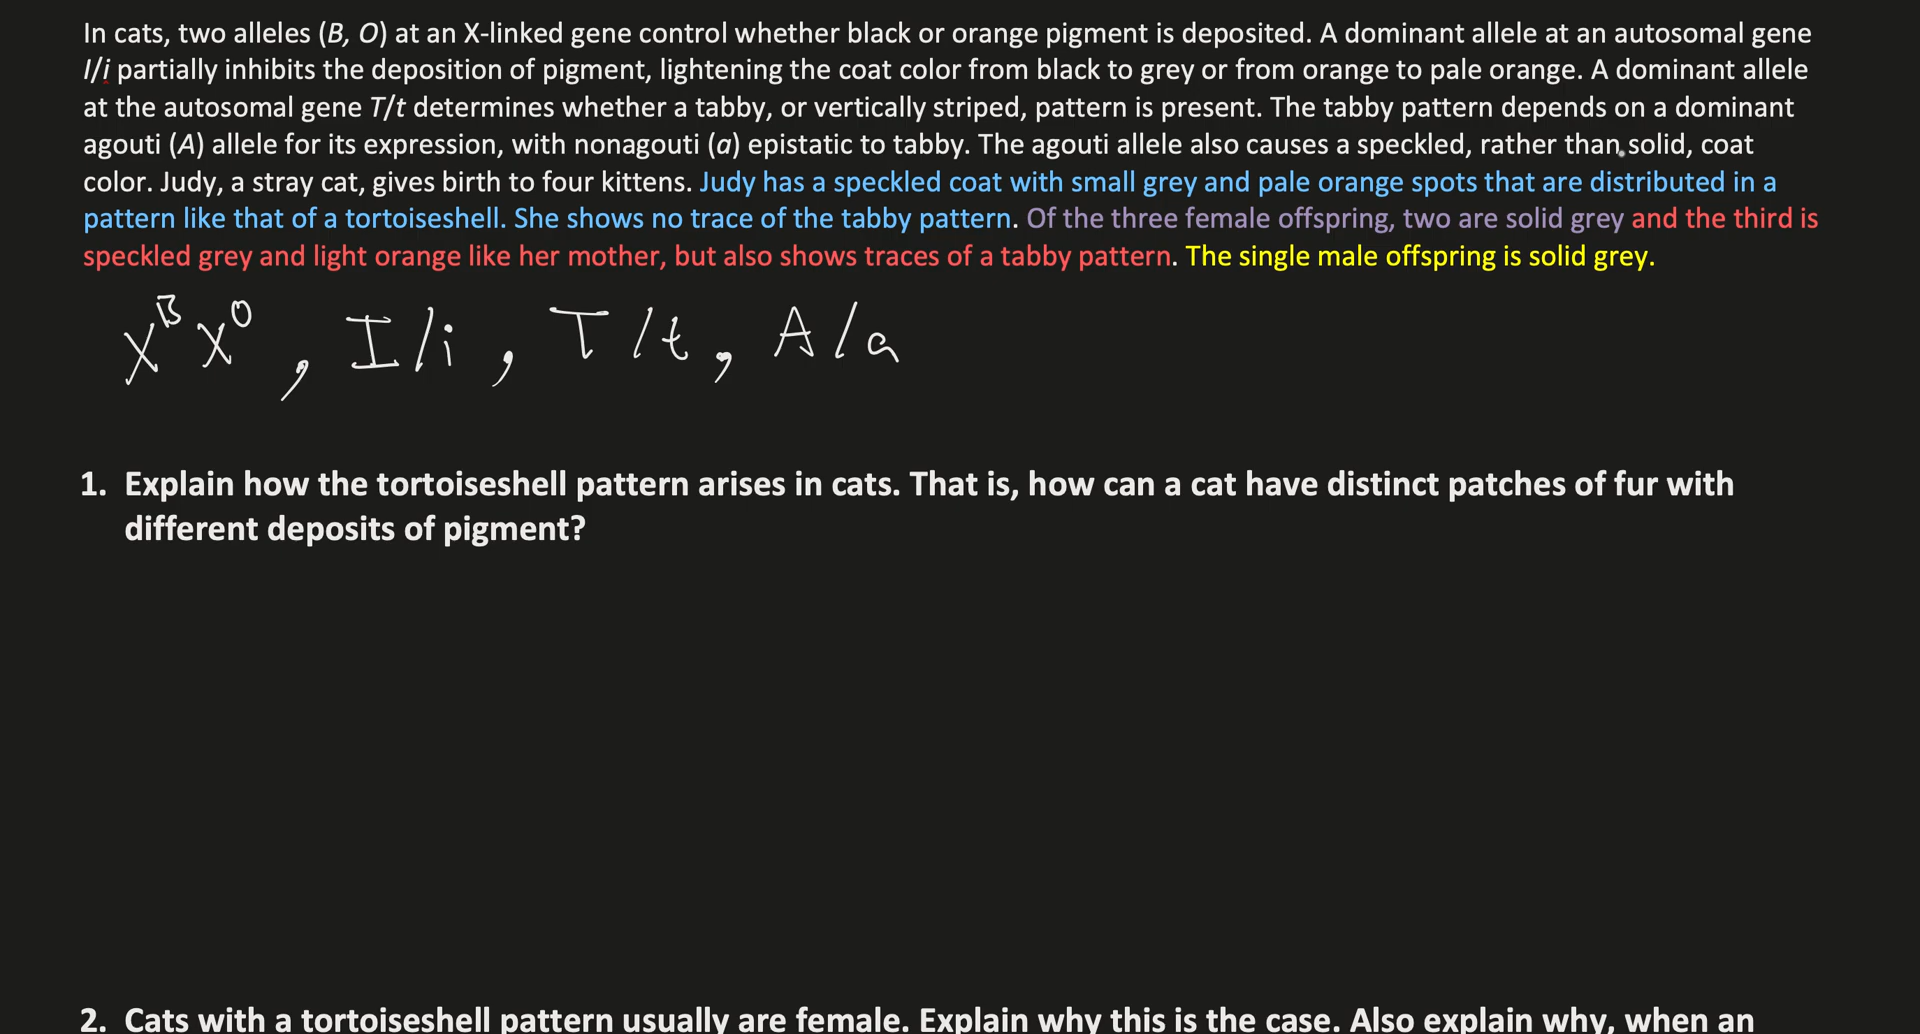 In cats, two alleles (B, O) at an X-linked gene control whether black or orange pigment is deposited. A dominant allele at an autosomal gene
I/i partially inhibits the deposition of pigment, lightening the coat color from black to grey or from orange to pale orange. A dominant allele
at the autosomal gene T/t determines whether a tabby, or vertically striped, pattern is present. The tabby pattern depends on a dominant
agouti (A) allele for its expression, with nonagouti (a) epistatic to tabby. The agouti allele also causes a speckled, rather than solid, coat
color. Judy, a stray cat, gives birth to four kittens. Judy has a speckled coat with small grey and pale orange spots that are distributed in a
pattern like that of a tortoiseshell. She shows no trace of the tabby pattern. Of the three female offspring, two are solid grey and the third is
speckled grey and light orange like her mother, but also shows traces of a tabby pattern. The single male offspring is solid grey.
X^B X^O , I/i , T/t , A/a
1. Explain how the tortoiseshell pattern arises in cats. That is, how can a cat have distinct patches of fur with
different deposits of pigment?
2. Cats with a tortoiseshell pattern usually are female. Explain why this is the case. Also explain why, when an